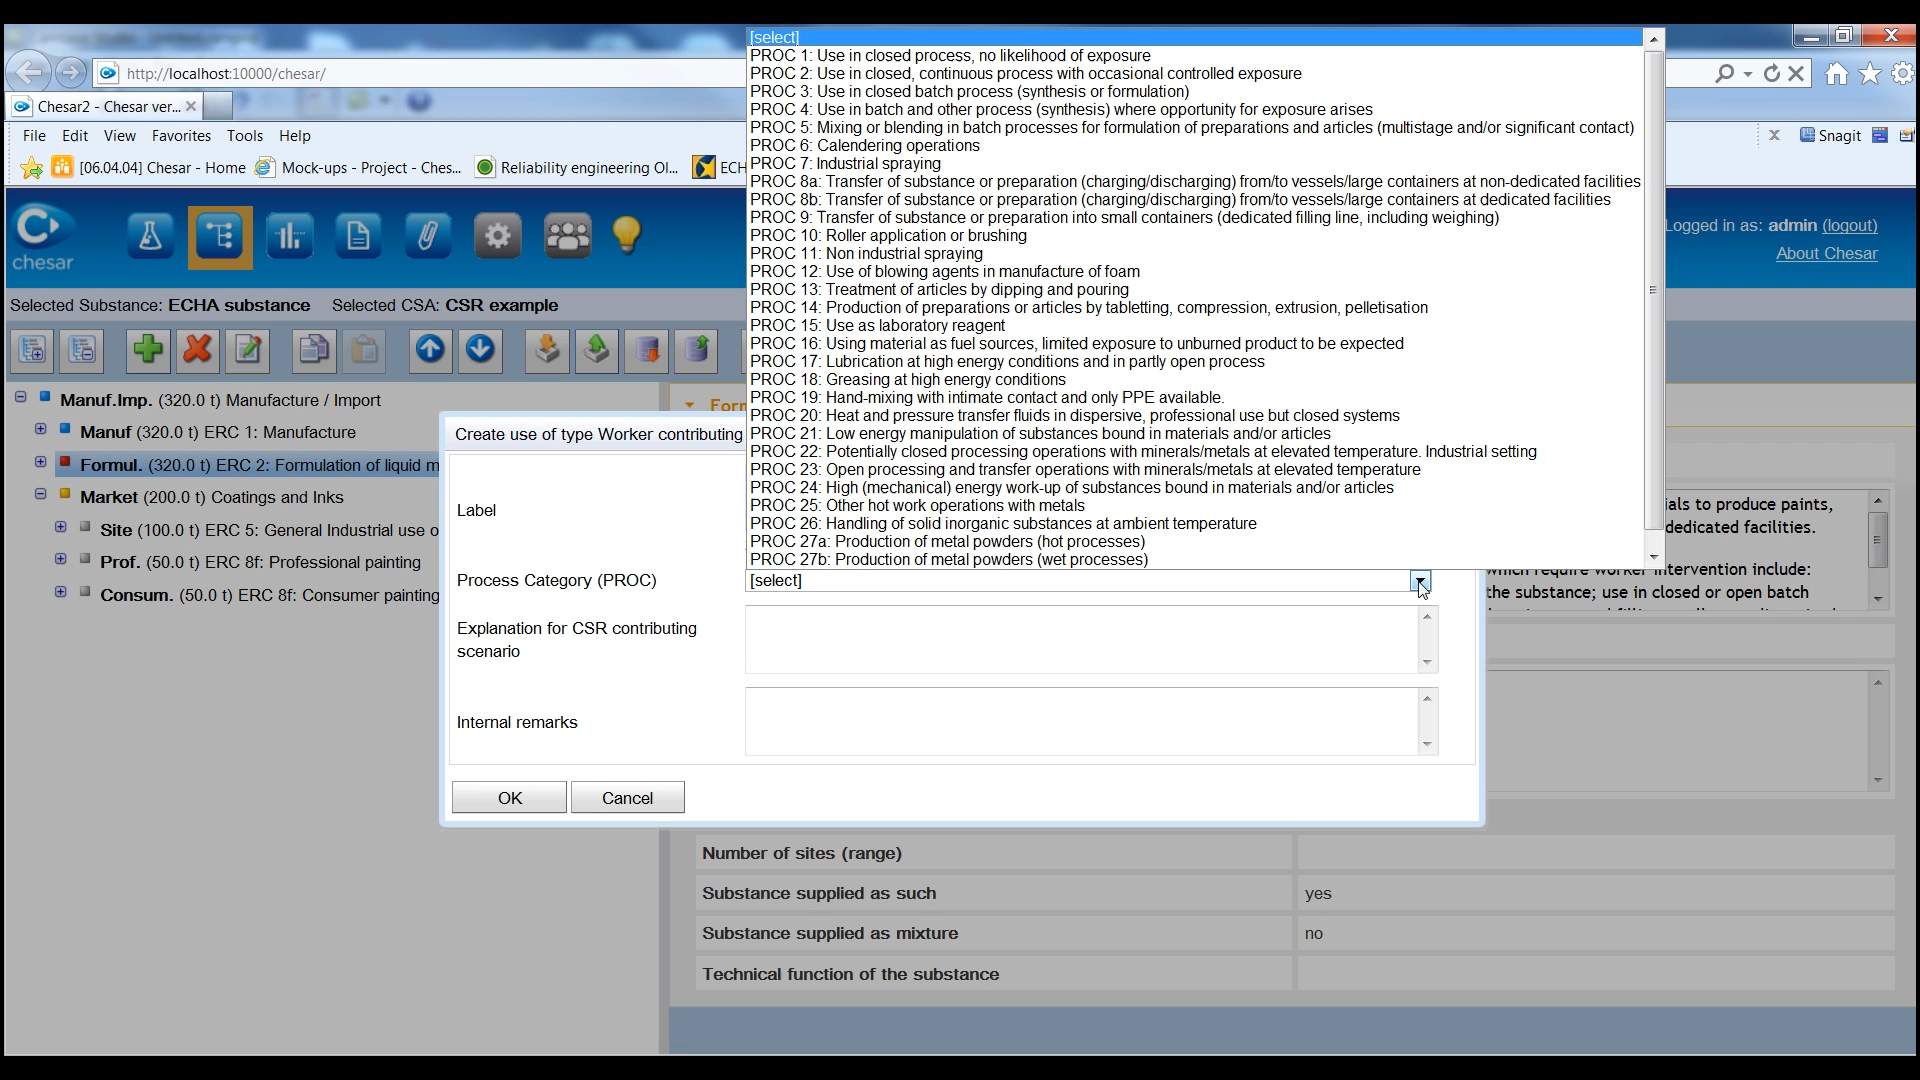 [select]
PROC 1: Use in closed process, no likelihood of exposure
PROC 2: Use in closed, continuous process with occasional controlled exposure
PROC 3: Use in closed batch process (synthesis or formulation)
PROC 4: Use in batch and other process (synthesis) where opportunity for exposure arises
PROC 5: Mixing or blending in batch processes for formulation of preparations and articles (multistage and/or significant contact)
PROC 6: Calendering operations
PROC 7: Industrial spraying
PROC 8a: Transfer of substance or preparation (charging/discharging) from/to vessels/large containers at non-dedicated facilities
PROC 8b: Transfer of substance or preparation (charging/discharging) from/to vessels/large containers at dedicated facilities
PROC 9: Transfer of substance or preparation into small containers (dedicated filling line, including weighing)
PROC 10: Roller application or brushing
PROC 11: Non industrial spraying
PROC 12: Use of blowing agents in manufacture of foam
PROC 13: Treatment of articles by dipping and pouring
PROC 14: Production of preparations or articles by tabletting, compression, extrusion, pelletisation
PROC 15: Use as laboratory reagent
PROC 16: Using material as fuel sources, limited exposure to unburned product to be expected
PROC 17: Lubrication at high energy conditions and in partly open process
PROC 18: Greasing at high energy conditions
PROC 19: Hand-mixing with intimate contact and only PPE available.
PROC 20: Heat and pressure transfer fluids in dispersive, professional use but closed systems
PROC 21: Low energy manipulation of substances bound in materials and/or articles
PROC 22: Potentially closed processing operations with minerals/metals at elevated temperature. Industrial setting
PROC 23: Open processing and transfer operations with minerals/metals at elevated temperature
PROC 24: High (mechanical) energy work-up of substances bound in materials and/or articles
PROC 25: Other hot work operations with metals
PROC 26: Handling of solid inorganic substances at ambient temperature
PROC 27a: Production of metal powders (hot processes)
PROC 27b: Production of metal powders (wet processes)
http://localhost:10000/chesar/
Chesar2 - Chesar ver...
File Edit View Favorites Tools Help
Snagit
[06.04.04] Chesar - Home Mock-ups - Project - Ches... Reliability engineering Ol... ECH
chesar
Logged in as: admin (logout)
About Chesar
Selected Substance: ECHA substance Selected CSA: CSR example
Manuf.Imp. (320.0 t) Manufacture / Import
Manuf (320.0 t) ERC 1: Manufacture
Formul. (320.0 t) ERC 2: Formulation of liquid m
Market (200.0 t) Coatings and Inks
Site (100.0 t) ERC 5: General Industrial use o
Prof. (50.0 t) ERC 8f: Professional painting
Consum. (50.0 t) ERC 8f: Consumer painting
Form
Create use of type Worker contributing
Label
Process Category (PROC)
[select]
Explanation for CSR contributing
scenario
Internal remarks
OK Cancel
ials to produce paints,
dedicated facilities.
which require worker intervention include:
the substance; use in closed or open batch
Number of sites (range)
Substance supplied as such yes
Substance supplied as mixture no
Technical function of the substance